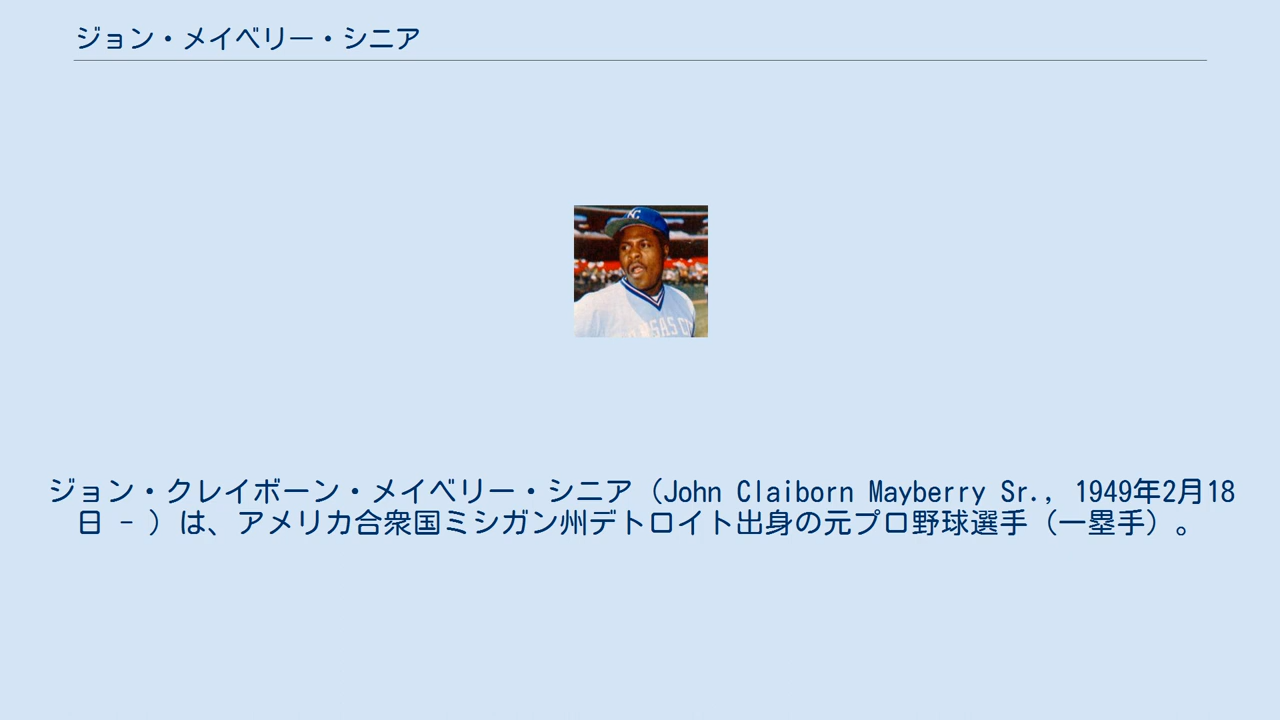 ジョン・メイベリー・シニア
ジョン・クレイボーン・メイベリー・シニア（John Claiborn Mayberry Sr., 1949年2月18
日 - ）は、アメリカ合衆国ミシガン州デトロイト出身の元プロ野球選手（一塁手）。